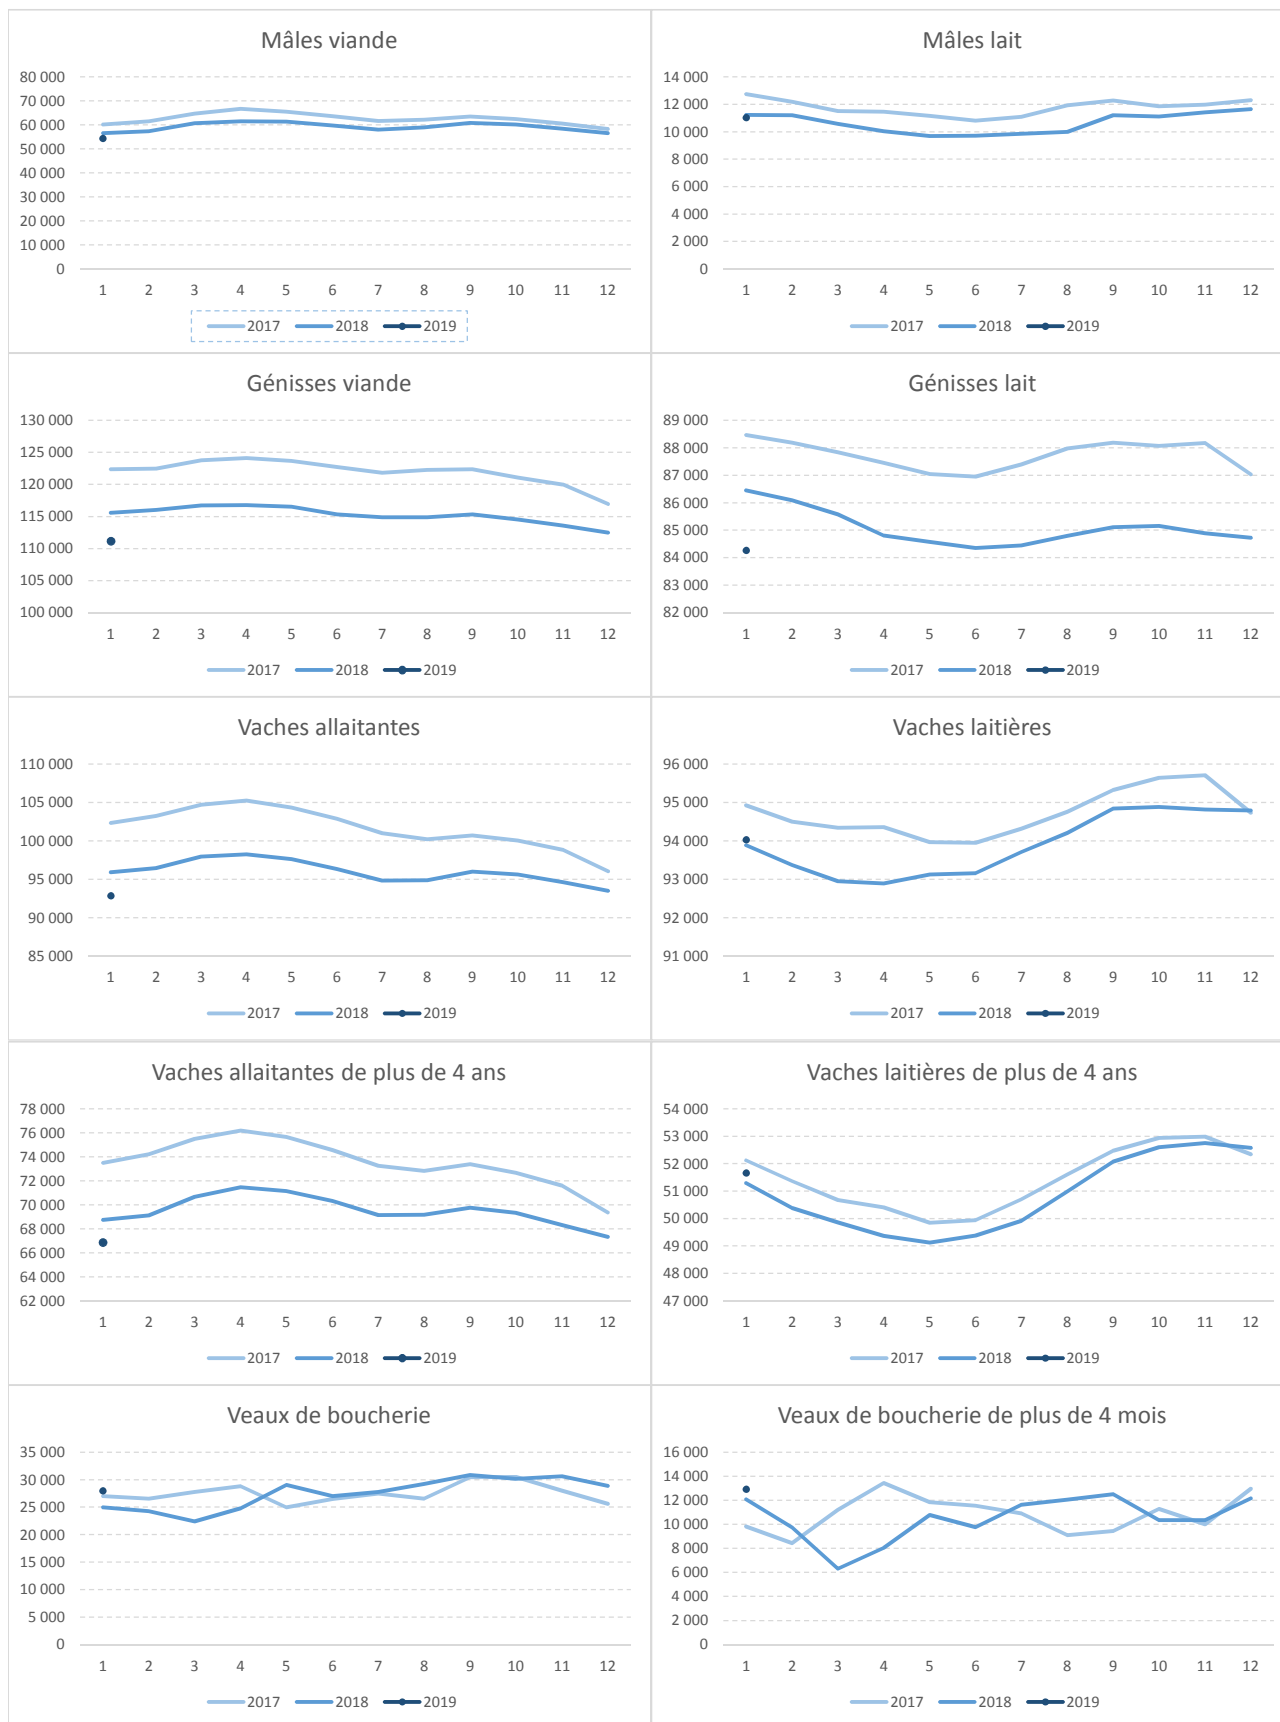 Mâles viande
80 000
70 000
60 000
50 000
40 000
30 000
20 000
10 000
0
1 2 3 4 5 6 7 8 9 10 11 12
2017 2018 2019
Mâles lait
14 000
12 000
10 000
8 000
6 000
4 000
2 000
0
1 2 3 4 5 6 7 8 9 10 11 12
2017 2018 2019
Génisses viande
130 000
125 000
120 000
115 000
110 000
105 000
100 000
1 2 3 4 5 6 7 8 9 10 11 12
2017 2018 2019
Génisses lait
89 000
88 000
87 000
86 000
85 000
84 000
83 000
82 000
1 2 3 4 5 6 7 8 9 10 11 12
2017 2018 2019
Vaches allaitantes
110 000
105 000
100 000
95 000
90 000
85 000
1 2 3 4 5 6 7 8 9 10 11 12
2017 2018 2019
Vaches laitières
96 000
95 000
94 000
93 000
92 000
91 000
1 2 3 4 5 6 7 8 9 10 11 12
2017 2018 2019
Vaches allaitantes de plus de 4 ans
78 000
76 000
74 000
72 000
70 000
68 000
66 000
64 000
62 000
1 2 3 4 5 6 7 8 9 10 11 12
2017 2018 2019
Vaches laitières de plus de 4 ans
54 000
53 000
52 000
51 000
50 000
49 000
48 000
47 000
1 2 3 4 5 6 7 8 9 10 11 12
2017 2018 2019
Veaux de boucherie
35 000
30 000
25 000
20 000
15 000
10 000
5 000
0
1 2 3 4 5 6 7 8 9 10 11 12
2017 2018 2019
Veaux de boucherie de plus de 4 mois
16 000
14 000
12 000
10 000
8 000
6 000
4 000
2 000
0
1 2 3 4 5 6 7 8 9 10 11 12
2017 2018 2019